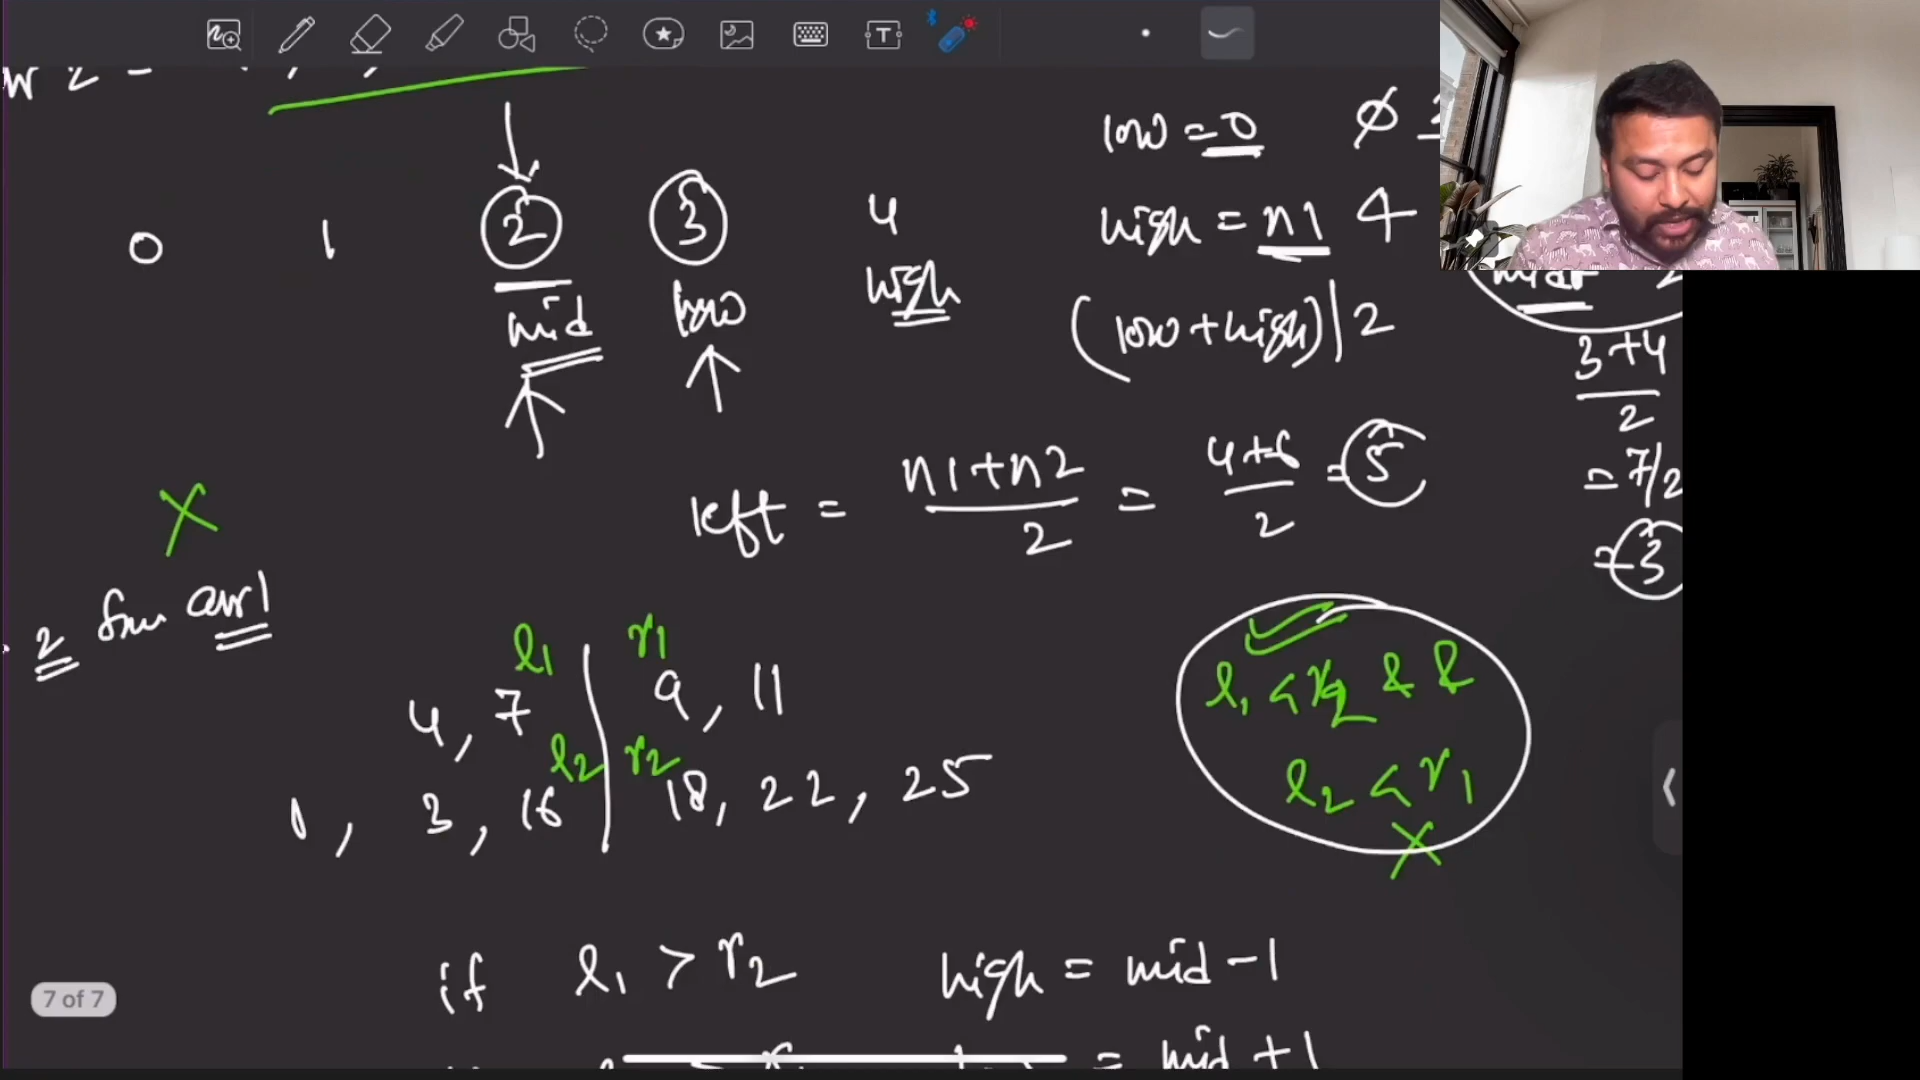 low = 0 0
0 1 2 3 4
high = n1 4
mid low high
(low + high) | 2
3+4
2
n1+n2 = 4+6 = 5
left =
2 2
= 7/2
= 3
X
2 from arr1
l1 r1
4, 7 | 9, 11
l1 < r2 & &
l2 r2
3, 16 | 18, 22, 25
l2 < r1
X
if l1 > r2 high = mid - 1
= mid + 1
7 of 7
T